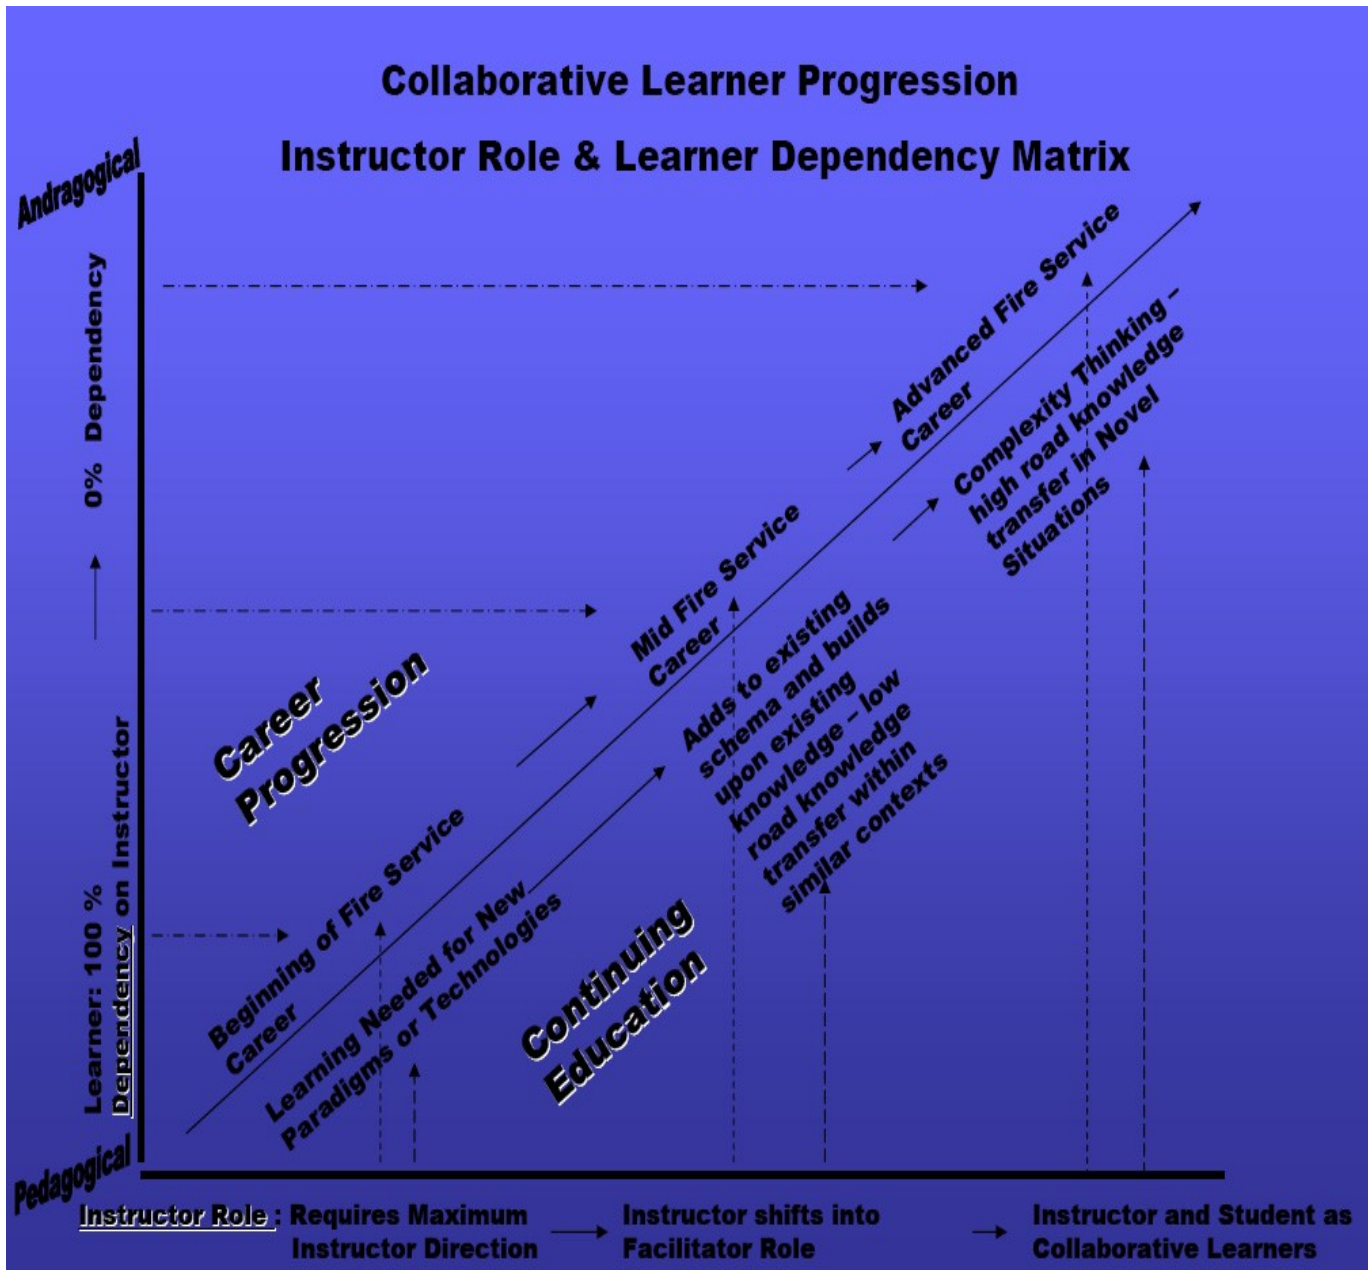 Collaborative Learner Progression
Instructor Role & Learner Dependency Matrix
Andragogical
0% Dependency
Learner: 100 %
Dependency on Instructor
Pedagogical
Career
Progression
Beginning of Fire Service
Career
Mid Fire Service
Career
Advanced Fire Service
Career
Learning Needed for New
Paradigms or Technologies
Adds to existing
schema and builds
upon existing
knowledge – low
road knowledge
transfer within
similar contexts
Complexity Thinking –
high road knowledge
transfer in Novel
Situations
Continuing
Education
Instructor Role : Requires Maximum
Instructor Direction
Instructor shifts into
Facilitator Role
Instructor and Student as
Collaborative Learners